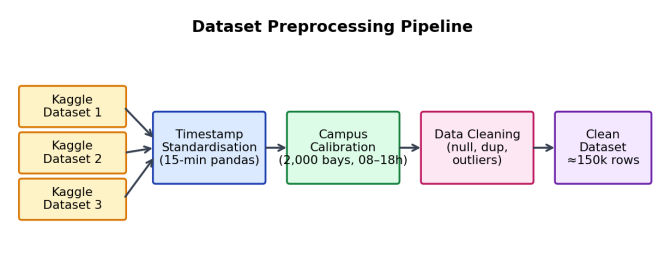 Dataset Preprocessing Pipeline
Kaggle
Dataset 1
Kaggle
Dataset 2
Kaggle
Dataset 3
Timestamp
Standardisation
(15-min pandas)
Campus
Calibration
(2,000 bays, 08–18h)
Data Cleaning
(null, dup,
outliers)
Clean
Dataset
≈150k rows